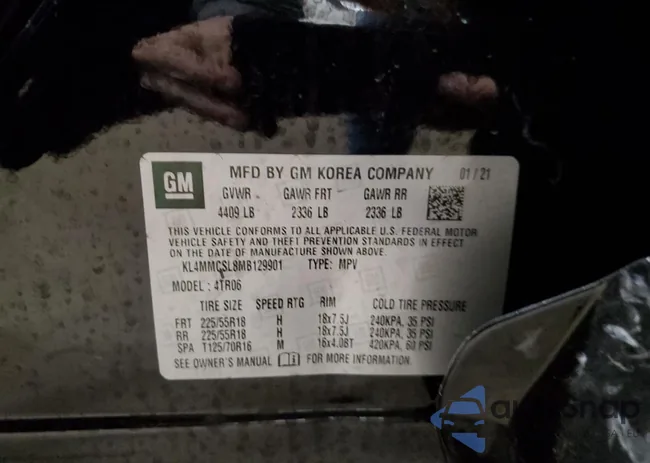 GM MFD BY GM KOREA COMPANY 01/21
GVWR GAWR FRT GAWR RR
4409 LB 2336 LB 2336 LB
THIS VEHICLE CONFORMS TO ALL APPLICABLE U.S. FEDERAL MOTOR
VEHICLE SAFETY AND THEFT PREVENTION STANDARDS IN EFFECT
ON THE DATE OF MANUFACTURE SHOWN ABOVE.
KL4MMCSL8MB129901 TYPE: MPV
MODEL : 4TR06
TIRE SIZE SPEED RTG RIM COLD TIRE PRESSURE
FRT 225/55R18 H 18x7.5J 240KPA, 35 PSI
RR 225/55R18 H 18x7.5J 240KPA, 35 PSI
SPA T125/70R16 M 16x4.0BT 420KPA, 60 PSI
SEE OWNER'S MANUAL FOR MORE INFORMATION.